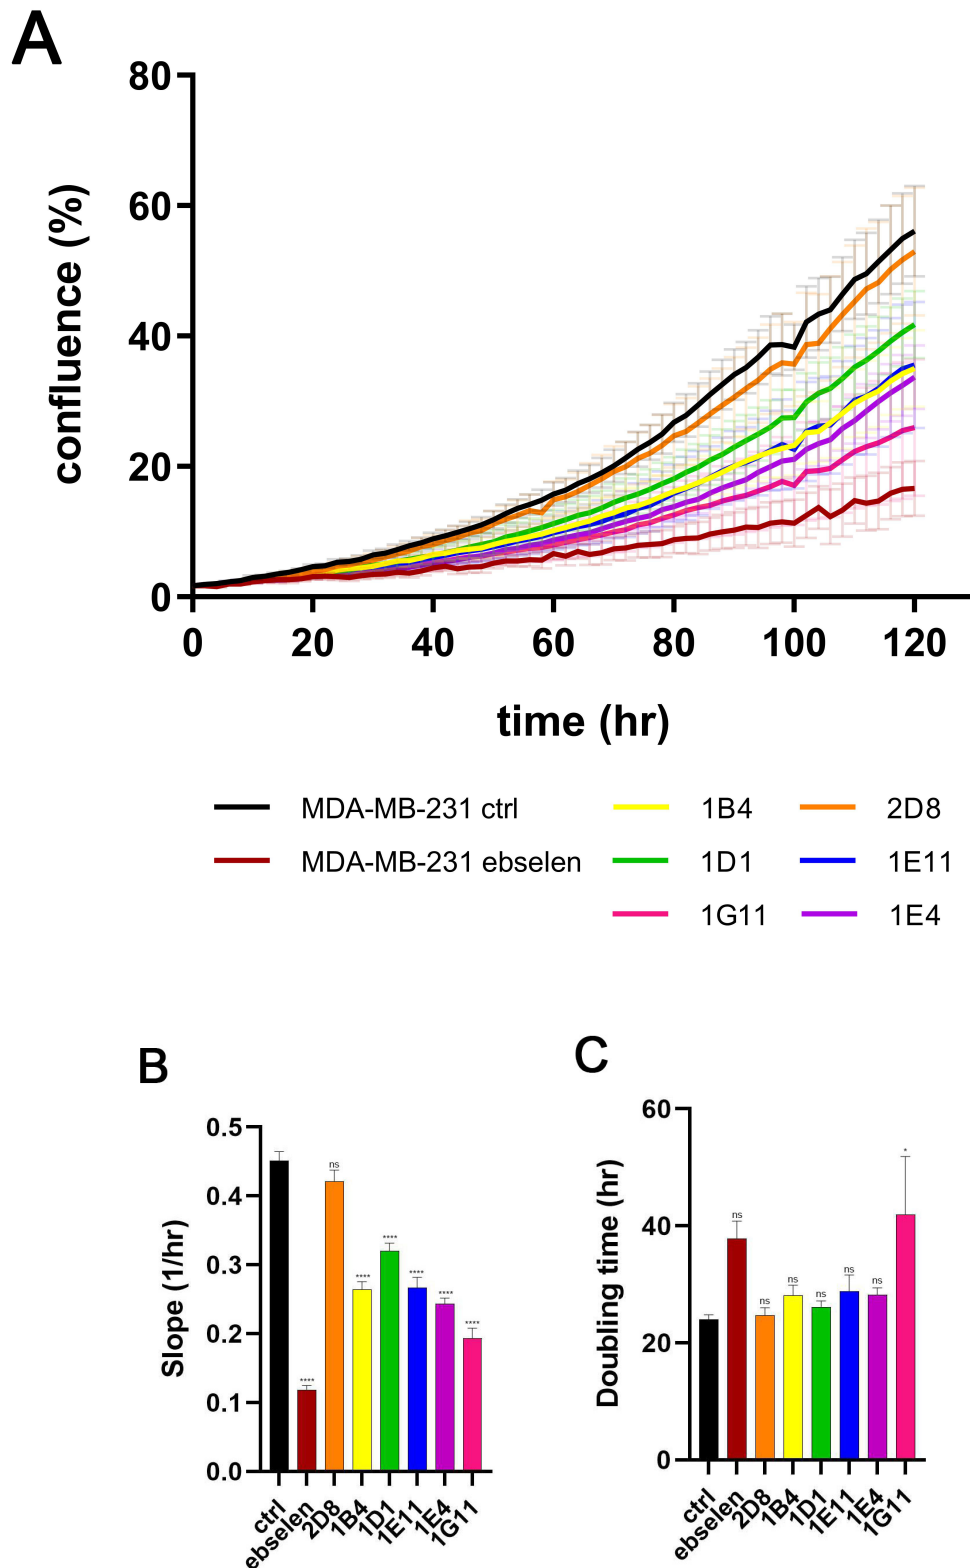 A
80
60
40
20
0
confluence (%)
0 20 40 60 80 100 120
time (hr)
MDA-MB-231 ctrl 1B4 2D8
MDA-MB-231 ebselen 1D1 1E11
1G11 1E4
B
0.5
0.4
0.3
0.2
0.1
0.0
Slope (1/hr)
**** ns **** **** **** **** ****
ctrl ebselen 2D8 1B4 1D1 1E11 1E4 1G11
C
60
40
20
0
Doubling time (hr)
ns ns ns ns ns ns *
ctrl ebselen 2D8 1B4 1D1 1E11 1E4 1G11